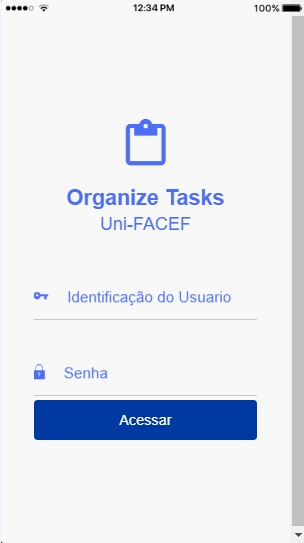 12:34 PM
100%
Organize Tasks
Uni-FACEF
Identificação do Usuario
Senha
Acessar